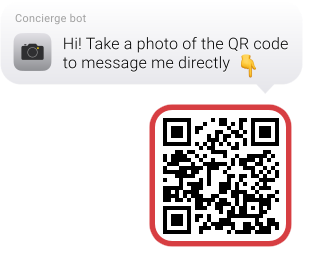 Concierge bot
Hi! Take a photo of the QR code
to message me directly 👇